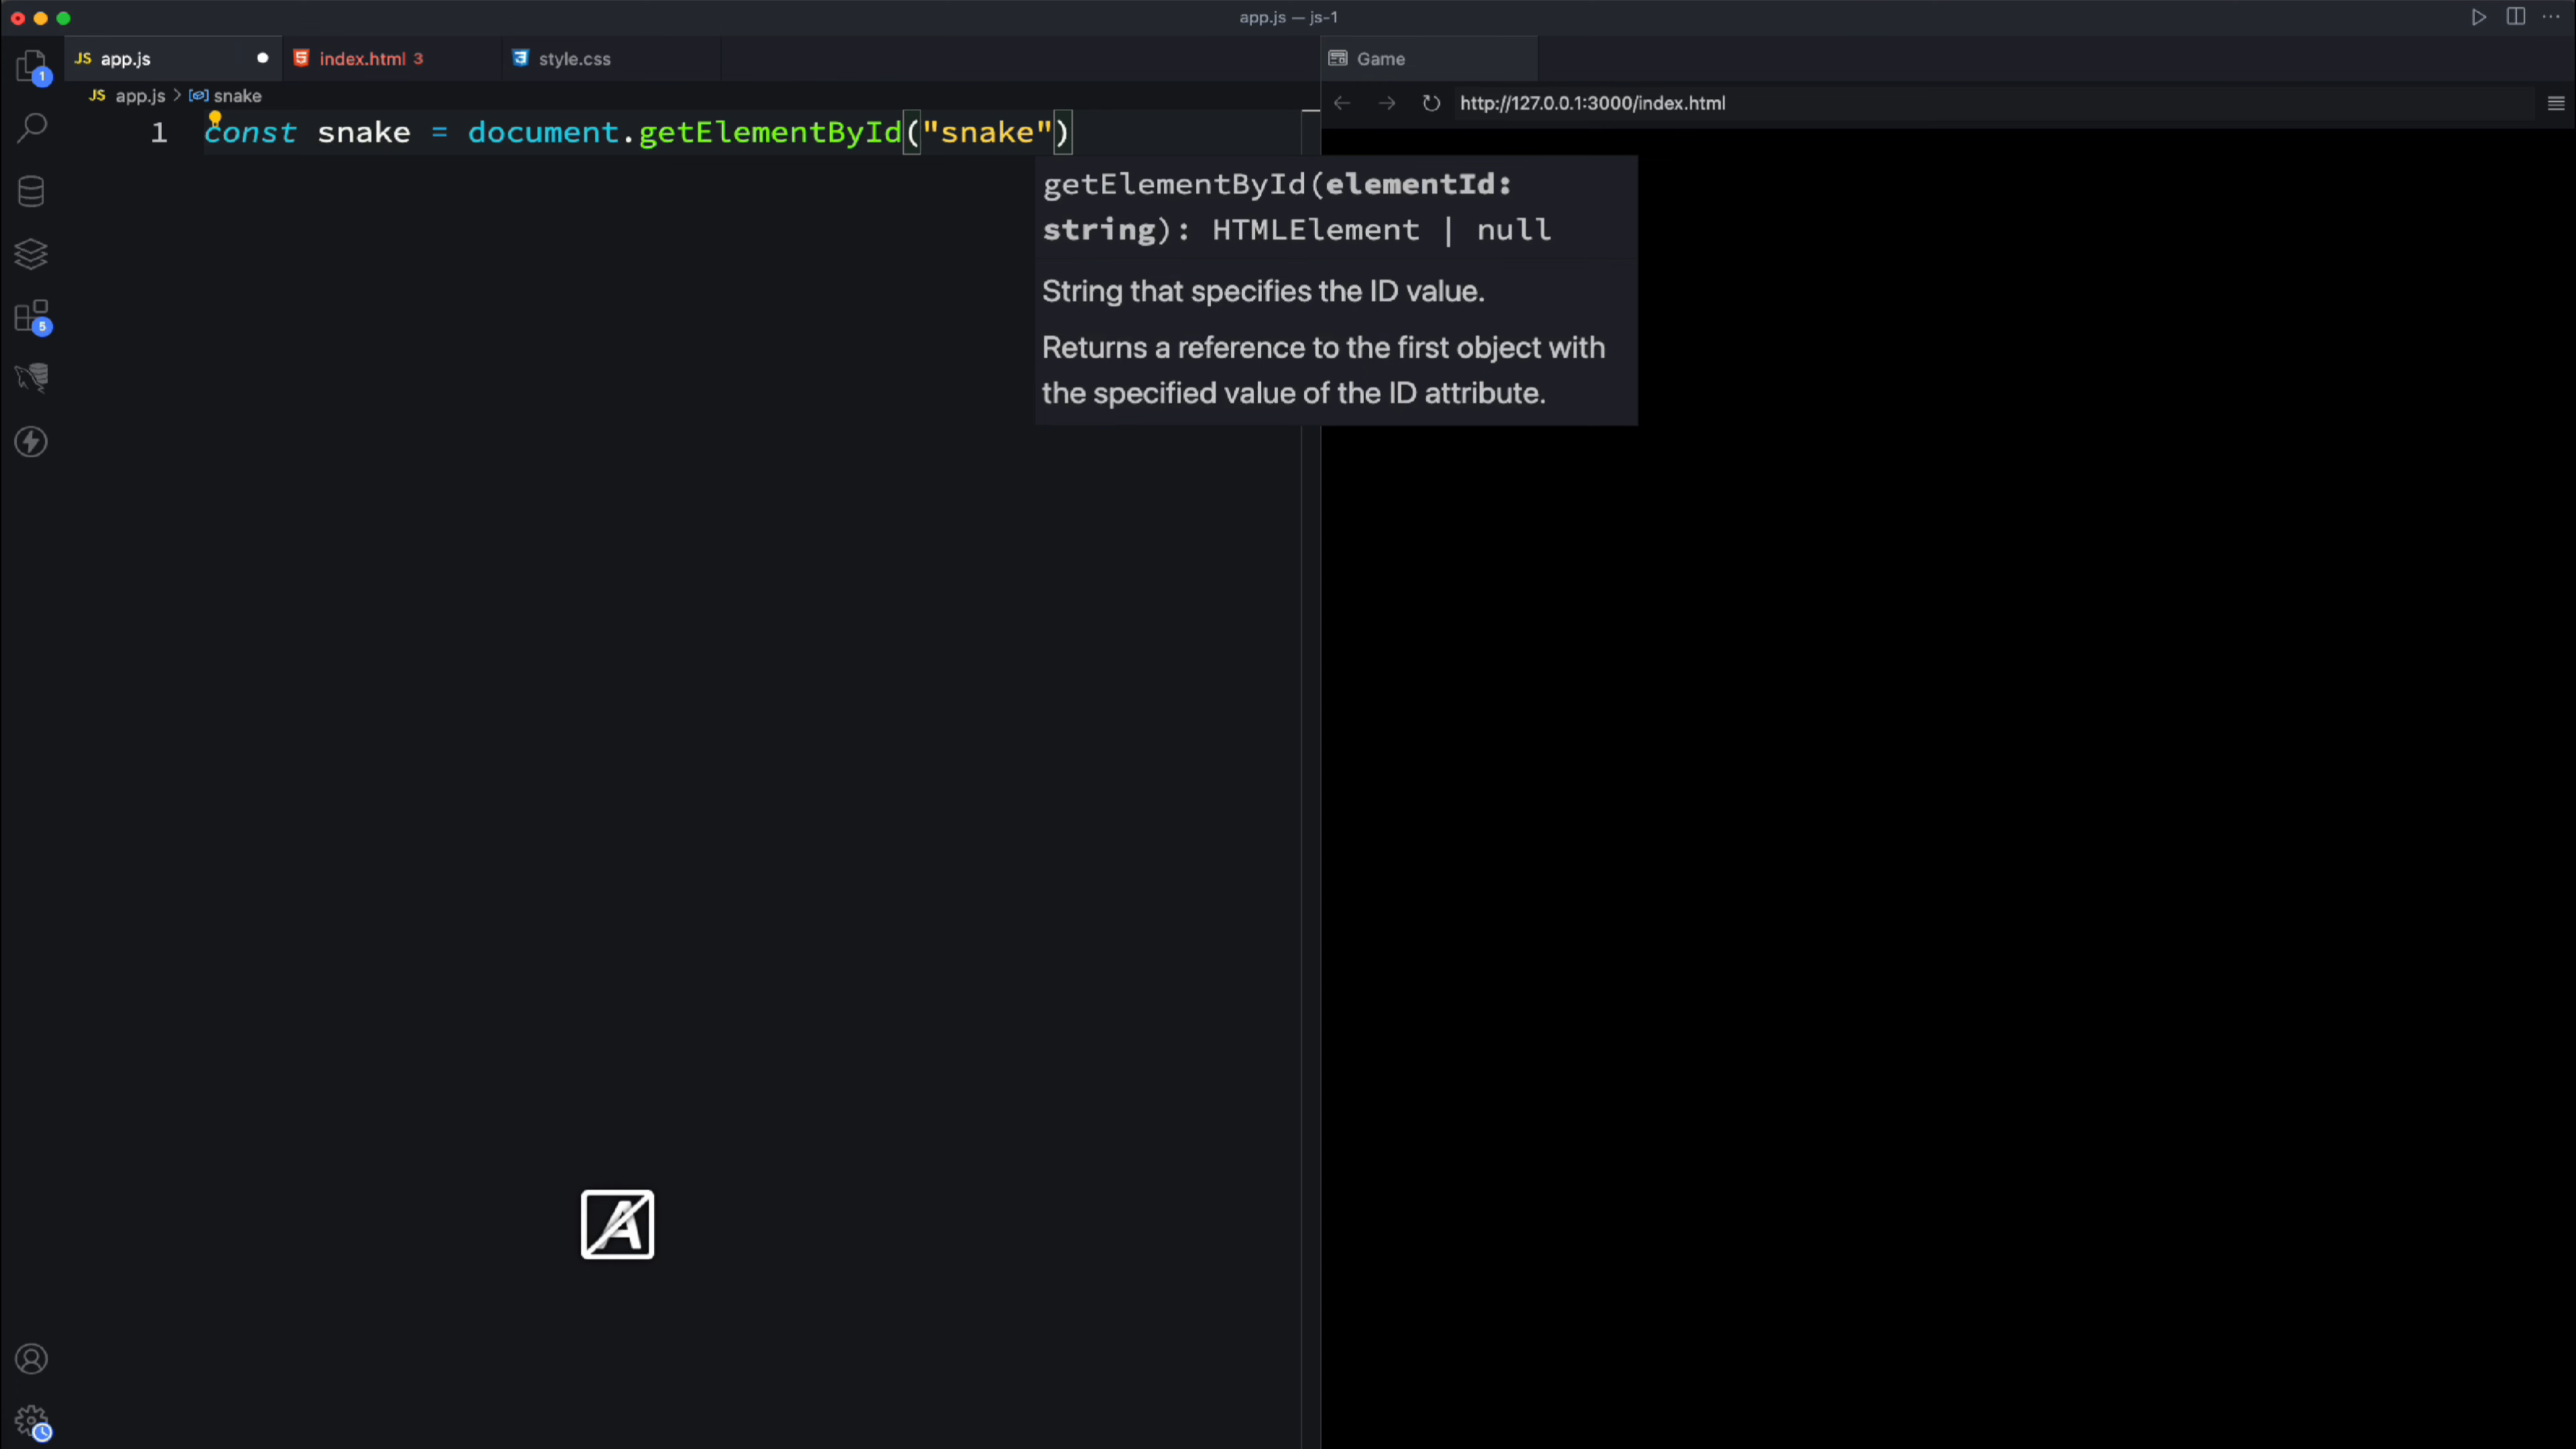 app.js — js-1
JS app.js
index.html 3
style.css
Game
1
JS app.js > snake
http://127.0.0.1:3000/index.html
1 const snake = document.getElementById("snake")
getElementById(elementId:
string): HTMLElement | null
String that specifies the ID value.
Returns a reference to the first object with
the specified value of the ID attribute.
5
A